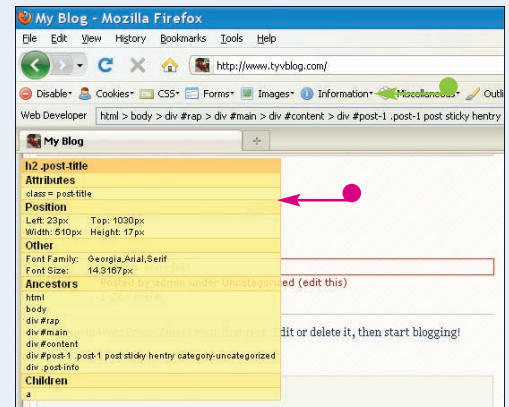 My Blog - Mozilla Firefox
File Edit View History Bookmarks Tools Help
http://www.tyvblog.com/
Disable Cookies CSS Forms Images Information Miscellaneous Outli
Web Developer html > body > div #rap > div #main > div #content > div #post-1 .post-1 post sticky hentry
My Blog
h2 .post-title
Attributes
class = post-title
Position
Left: 23px Top: 1030px
Width: 510px Height: 17px
Other
Font Family: Georgia,Arial,Serif
Font Size: 14.3167px
Posted by admin under Uncategorized (edit this)
Ancestors
html
body
div #rap
div #main
div #content
dit or delete it, then start blogging!
div #post-1 .post-1 post sticky hentry category-uncategorized
div .post-info
Children
a